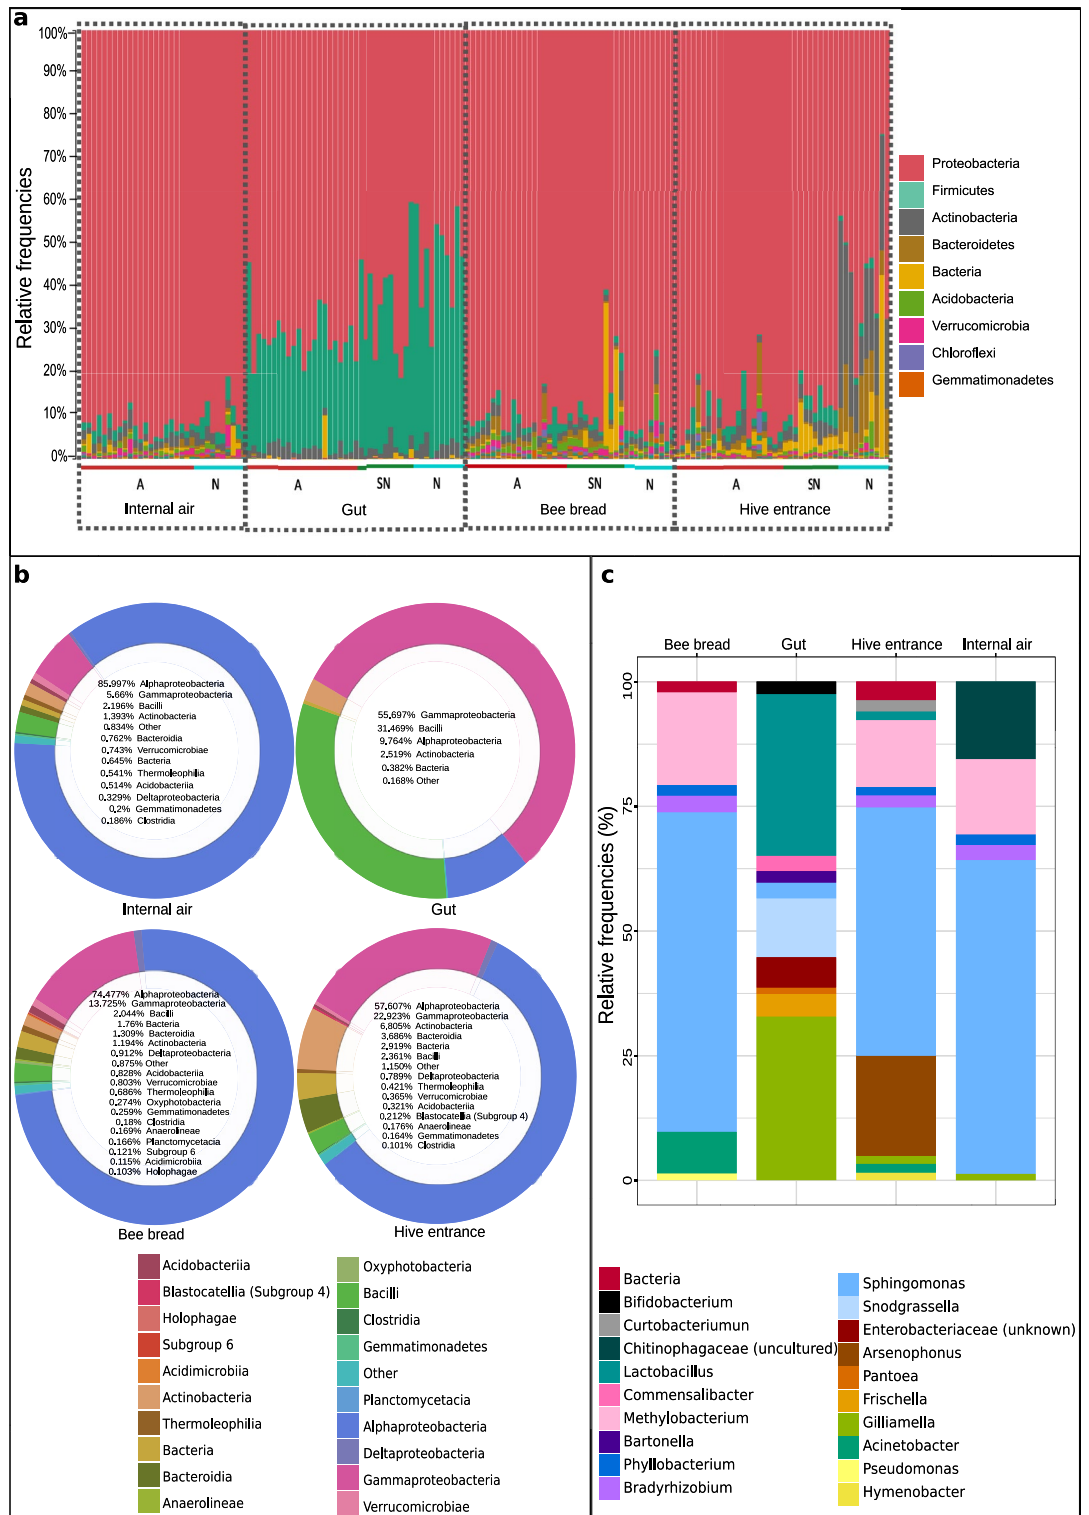 a
100%
90%
80%
70%
60%
50%
40%
30%
20%
10%
0%
Relative frequencies
A N A SN N A SN N A SN N
Internal air Gut Bee bread Hive entrance
Proteobacteria
Firmicutes
Actinobacteria
Bacteroidetes
Bacteria
Acidobacteria
Verrucomicrobia
Chloroflexi
Gemmatimonadetes
b
85.997% Alphaproteobacteria
5.66% Gammaproteobacteria
2.196% Bacilli
1.393% Actinobacteria
0.834% Other
0.762% Bacteroidia
0.743% Verrucomicrobiae
0.645% Bacteria
0.541% Thermoleophilia
0.514% Acidobacteriia
0.329% Deltaproteobacteria
0.2% Gemmatimonadetes
0.186% Clostridia
Internal air
55.697% Gammaproteobacteria
31.469% Bacilli
9.764% Alphaproteobacteria
2.519% Actinobacteria
0.382% Bacteria
0.168% Other
Gut
74.477% Alphaproteobacteria
13.725% Gammaproteobacteria
2.044% Bacilli
1.76% Bacteria
1.309% Bacteroidia
1.194% Actinobacteria
0.912% Deltaproteobacteria
0.875% Other
0.828% Acidobacteriia
0.803% Verrucomicrobiae
0.686% Thermoleophilia
0.274% Oxyphotobacteria
0.259% Gemmatimonadetes
0.18% Clostridia
0.169% Anaerolineae
0.166% Planctomycetacia
0.121% Subgroup 6
0.115% Acidimicrobiia
0.103% Holophagae
Bee bread
57.607% Alphaproteobacteria
22.923% Gammaproteobacteria
6.805% Actinobacteria
3.686% Bacteroidia
2.919% Bacteria
2.361% Bacilli
1.150% Other
0.789% Deltaproteobacteria
0.421% Thermoleophilia
0.365% Verrucomicrobiae
0.321% Acidobacteriia
0.212% Blastocatellia (Subgroup 4)
0.176% Anaerolineae
0.164% Gemmatimonadetes
0.101% Clostridia
Hive entrance
Acidobacteriia
Blastocatellia (Subgroup 4)
Holophagae
Subgroup 6
Acidimicrobiia
Actinobacteria
Thermoleophilia
Bacteria
Bacteroidia
Anaerolineae
Oxyphotobacteria
Bacilli
Clostridia
Gemmatimonadetes
Other
Planctomycetacia
Alphaproteobacteria
Deltaproteobacteria
Gammaproteobacteria
Verrucomicrobiae
c
Bee bread Gut Hive entrance Internal air
100
75
50
25
0
Relative frequencies (%)
Bacteria
Bifidobacterium
Curtobacteriumun
Chitinophagaceae (uncultured)
Lactobacillus
Commensalibacter
Methylobacterium
Bartonella
Phyllobacterium
Bradyrhizobium
Sphingomonas
Snodgrassella
Enterobacteriaceae (unknown)
Arsenophonus
Pantoea
Frischella
Gilliamella
Acinetobacter
Pseudomonas
Hymenobacter